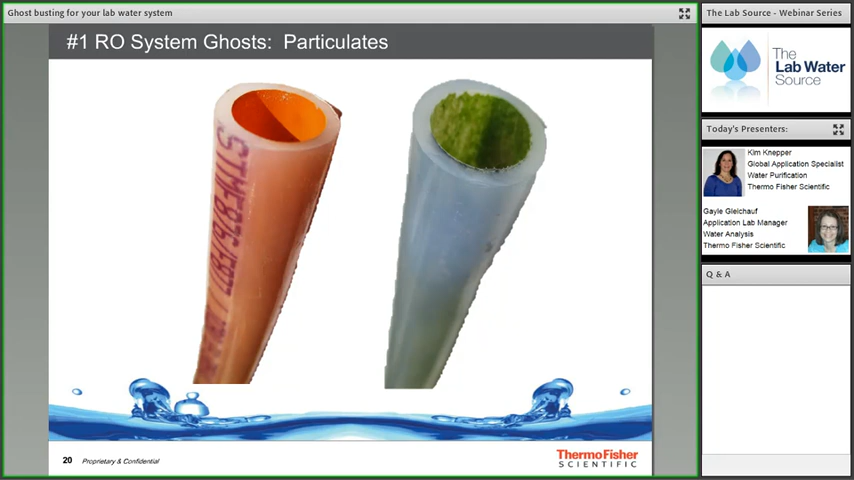 Ghost busting for your lab water system
#1 RO System Ghosts: Particulates
20 Proprietary & Confidential
ThermoFisher
SCIENTIFIC
The Lab Source - Webinar Series
The
Lab Water
Source
Today's Presenters:
Kim Knepper
Global Application Specialist
Water Purification
Thermo Fisher Scientific
Gayle Gleichauf
Application Lab Manager
Water Analysis
Thermo Fisher Scientific
Q & A